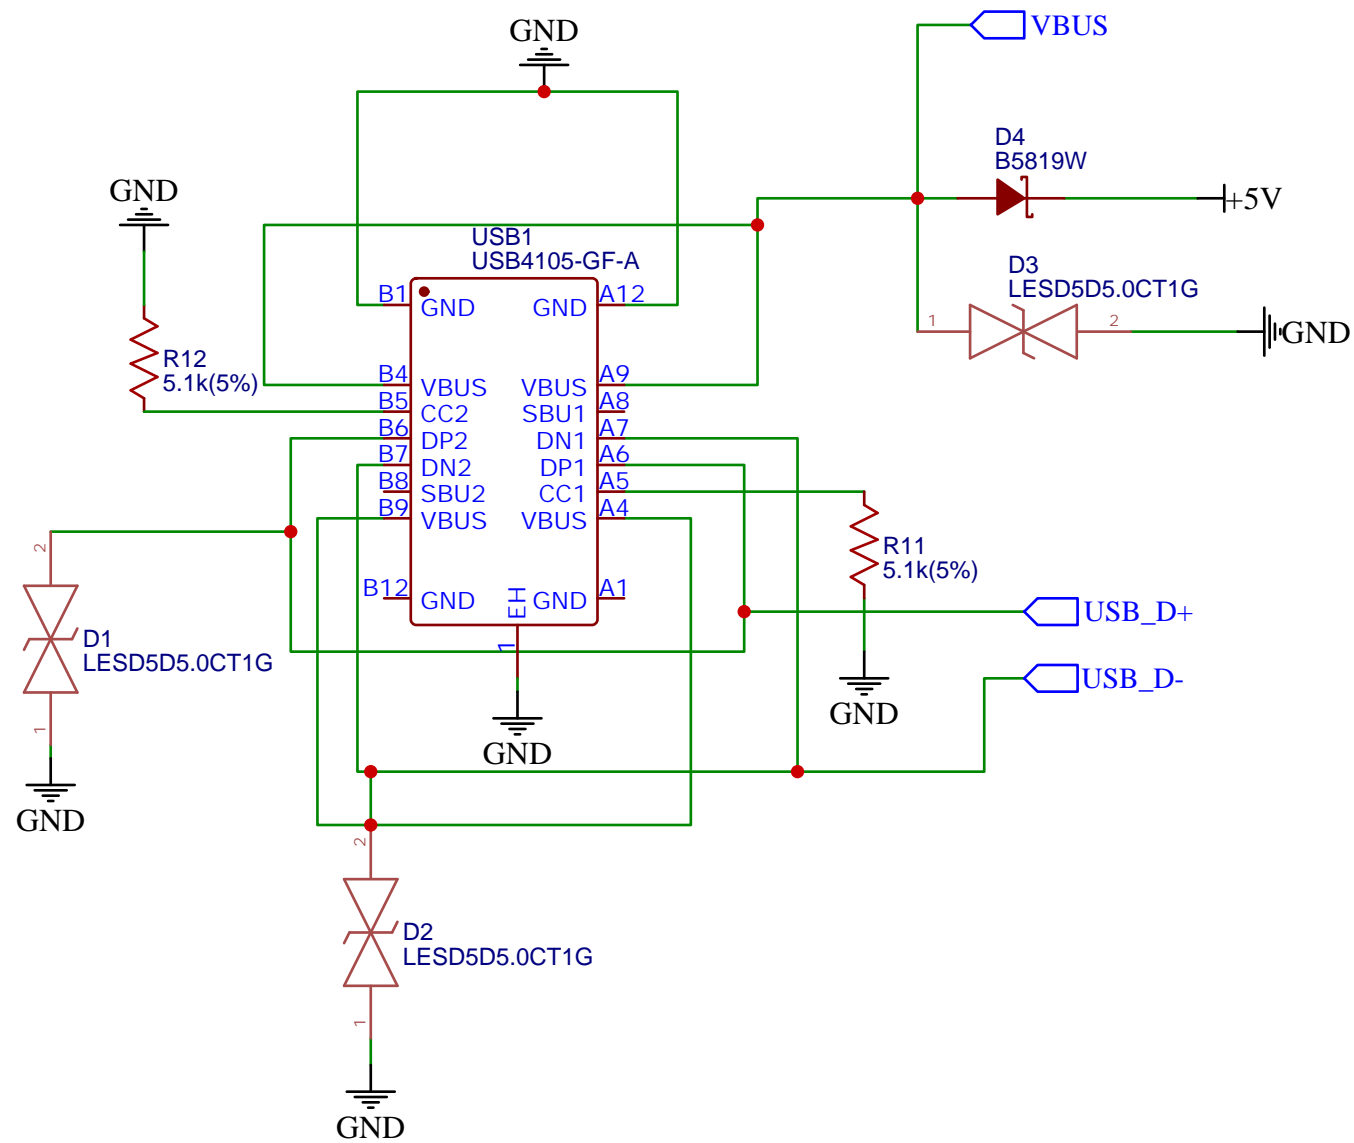 GND
VBUS
D4
B5819W
+5V
GND
USB1
USB4105-GF-A
D3
LESD5D5.0CT1G
1
2
GND
R12
5.1k(5%)
B1
GND
GND
A12
B4
VBUS
VBUS
A9
B5
CC2
SBU1
A8
B6
DP2
DN1
A7
B7
DN2
DP1
A6
B8
SBU2
CC1
A5
B9
VBUS
VBUS
A4
B12
GND
EH
GND
A1
1
R11
5.1k(5%)
2
D1
LESD5D5.0CT1G
1
GND
USB_D+
USB_D-
GND
GND
2
D2
LESD5D5.0CT1G
1
GND